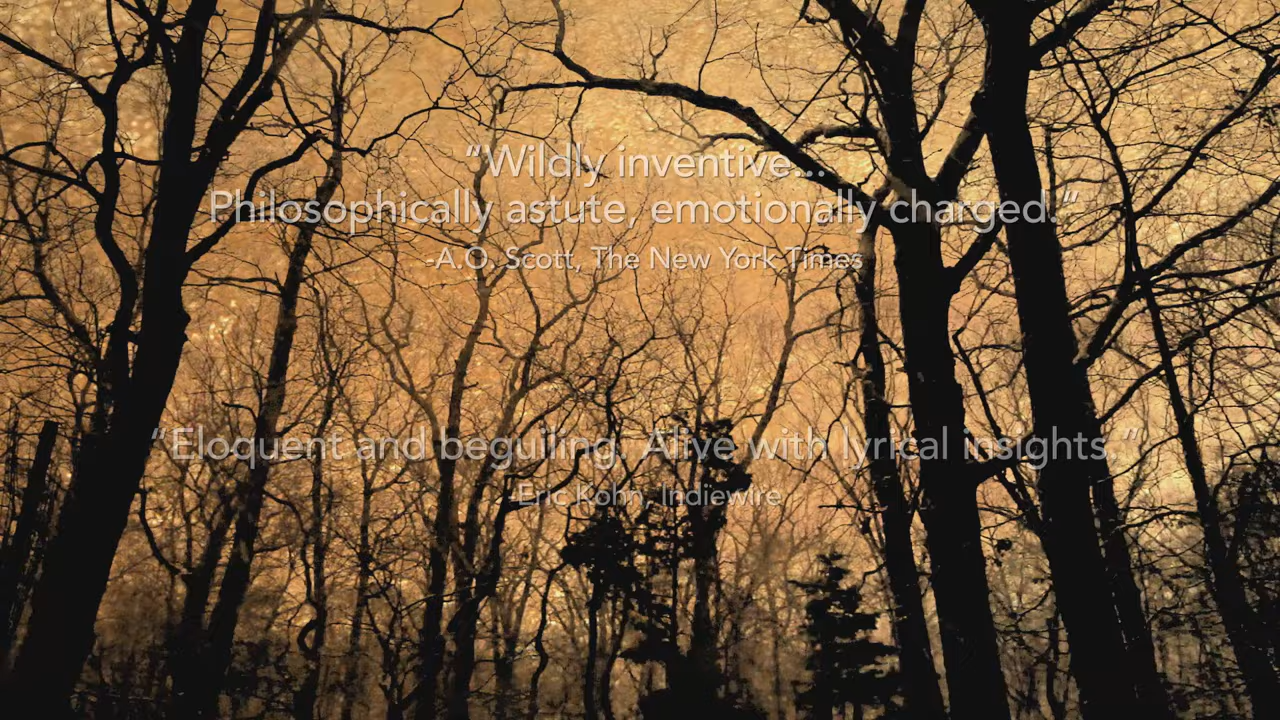 “Wildly inventive...
Philosophically astute, emotionally charged.”
-A.O. Scott, The New York Times
“Eloquent and beguiling. Alive with lyrical insights.”
-Eric Kohn, Indiewire